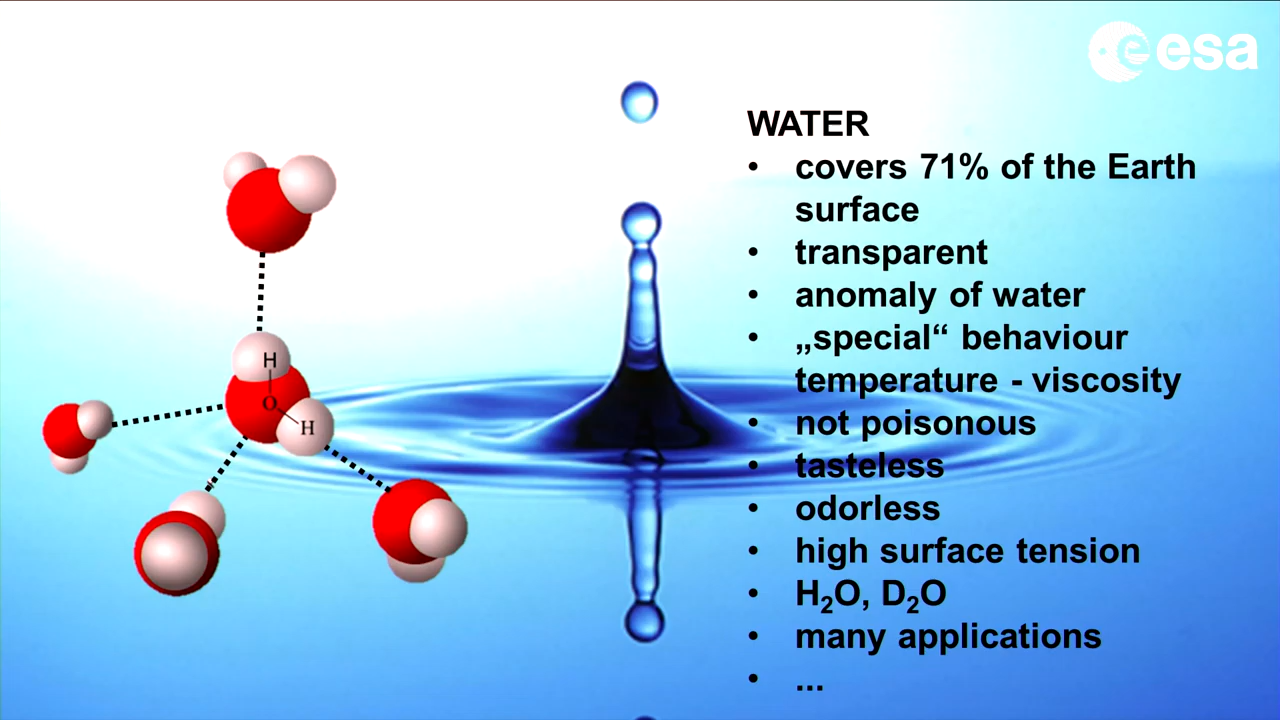 esa
WATER
• covers 71% of the Earth
surface
• transparent
• anomaly of water
• „special“ behaviour
temperature - viscosity
• not poisonous
• tasteless
• odorless
• high surface tension
• H₂O, D₂O
• many applications
• ...
H
O
H